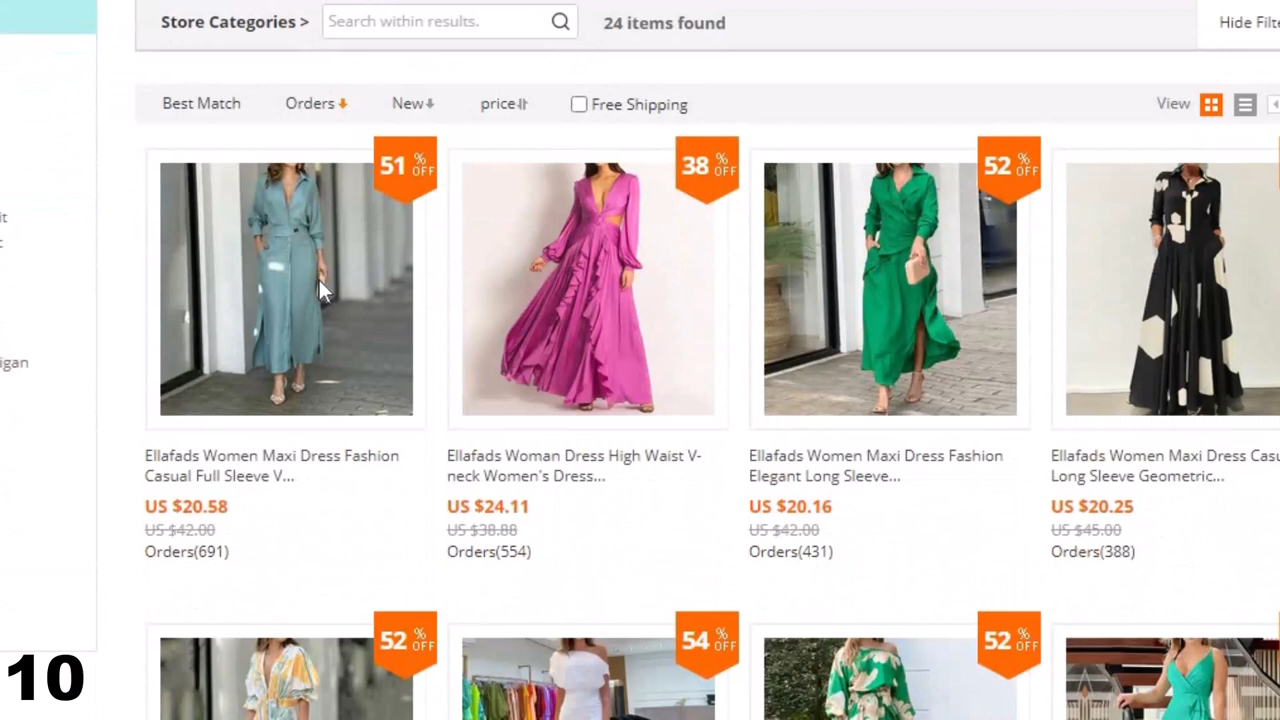 Store Categories >
Search within results.
24 items found
Hide Filte
Best Match
Orders
New
price
Free Shipping
View
51 % OFF
38 % OFF
52 % OFF
it
igan
Ellafads Women Maxi Dress Fashion
Casual Full Sleeve V...
US $20.58
US $42.00
Orders(691)
Ellafads Woman Dress High Waist V-
neck Women's Dress...
US $24.11
US $38.88
Orders(554)
Ellafads Women Maxi Dress Fashion
Elegant Long Sleeve...
US $20.16
US $42.00
Orders(431)
Ellafads Women Maxi Dress Casu
Long Sleeve Geometric...
US $20.25
US $45.00
Orders(388)
52 % OFF
54 % OFF
52 % OFF
10